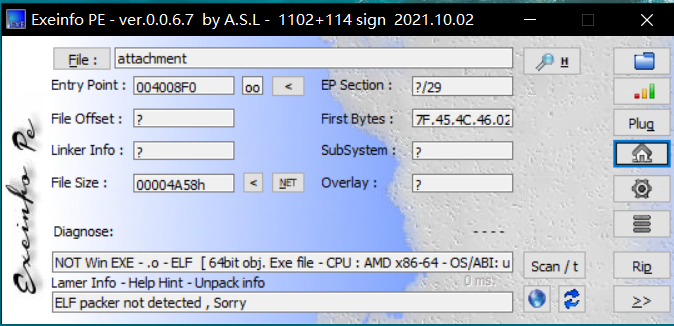 Exeinfo PE - ver.0.0.6.7 by A.S.L - 1102+114 sign 2021.10.02
File : attachment H
Entry Point : 004008F0 oo < EP Section : ?/29
File Offset : ? First Bytes : 7F.45.4C.46.02 Plug
Linker Info : ? SubSystem : ?
File Size : 00004A58h < NET Overlay : ?
Diagnose: ----
NOT Win EXE - .o - ELF [ 64bit obj. Exe file - CPU : AMD x86-64 - OS/ABI: u Scan / t Rip
Lamer Info - Help Hint - Unpack info 0 ms.
ELF packer not detected , Sorry >>
Exeinfo Pe